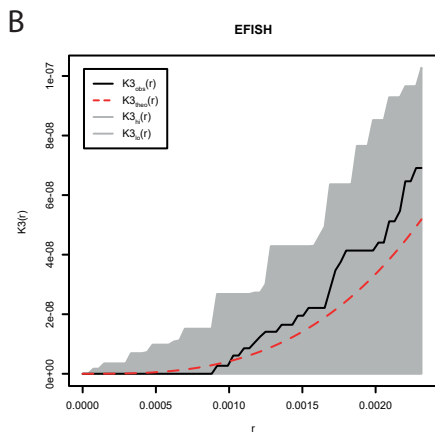 B
EFISH
K3obs(r)
K3theo(r)
K3hi(r)
K3lo(r)
K3(r)
1e-07
8e-08
6e-08
4e-08
2e-08
0e+00
0.0000 0.0005 0.0010 0.0015 0.0020
r